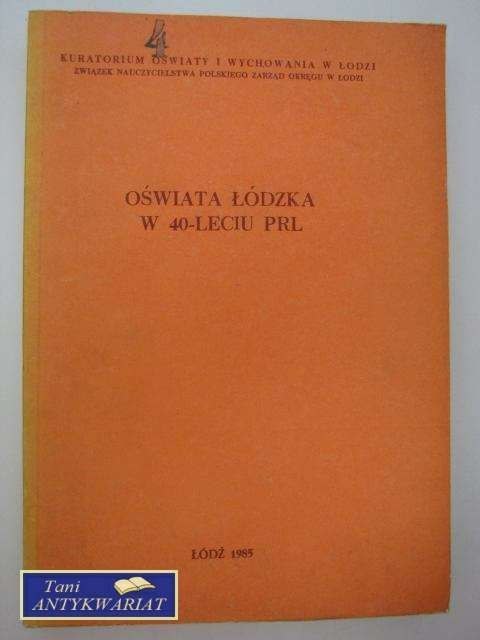 4
KURATORIUM OŚWIATY I WYCHOWANIA W ŁODZI
ZWIĄZEK NAUCZYCIELSTWA POLSKIEGO ZARZĄD OKRĘGU W ŁODZI
OŚWIATA ŁÓDZKA
W 40-LECIU PRL
ŁÓDŹ 1985
Tani
ANTYKWARIAT